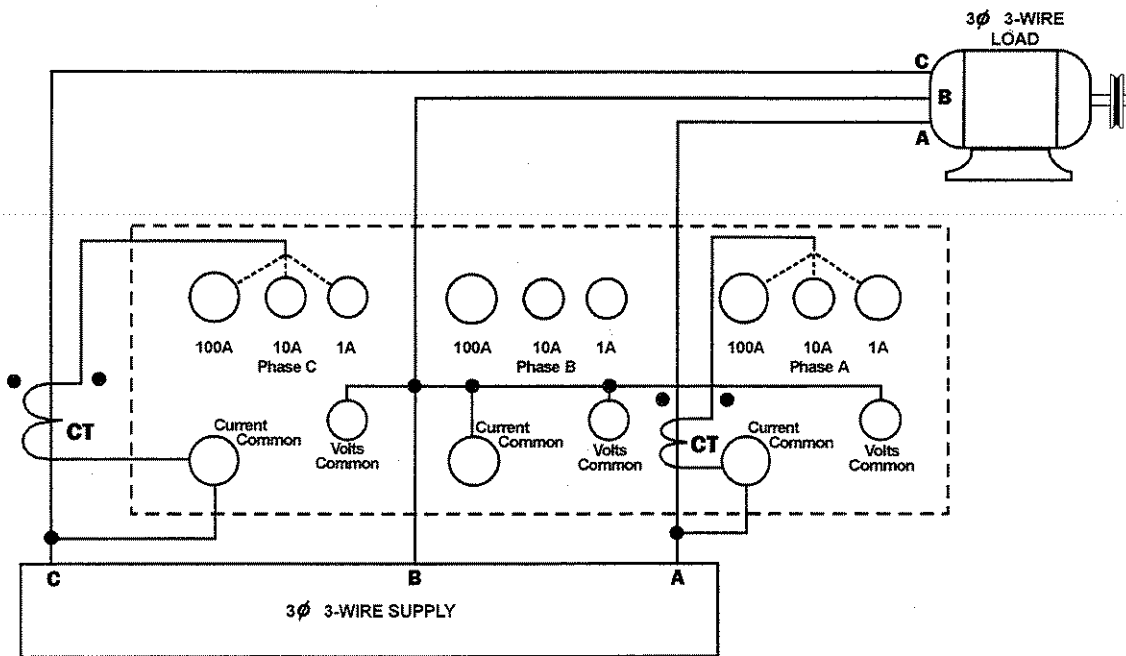 3ø 3-WIRE
LOAD
C
B
A
100A 10A 1A
Phase C
100A 10A 1A
Phase B
100A 10A 1A
Phase A
CT
Current
Common
Volts
Common
Current
Common
Volts
Common
CT
Current
Common
Volts
Common
C
B
A
3ø 3-WIRE SUPPLY